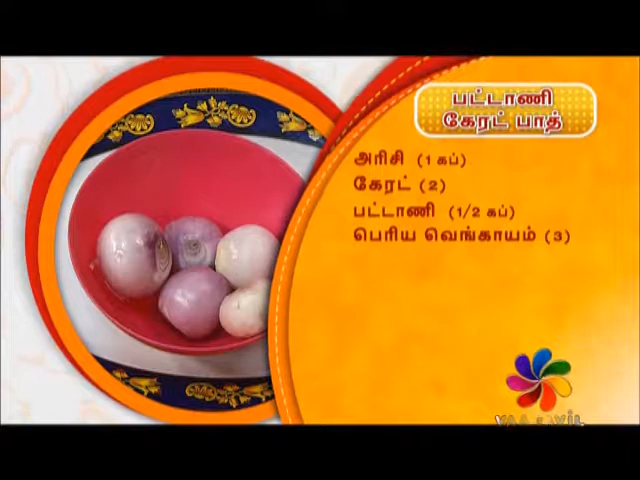 பட்டாணி
கேரட் பாத்
அரிசி (1 கப்)
கேரட் (2)
பட்டாணி (1/2 கப்)
பெரிய வெங்காயம் (3)